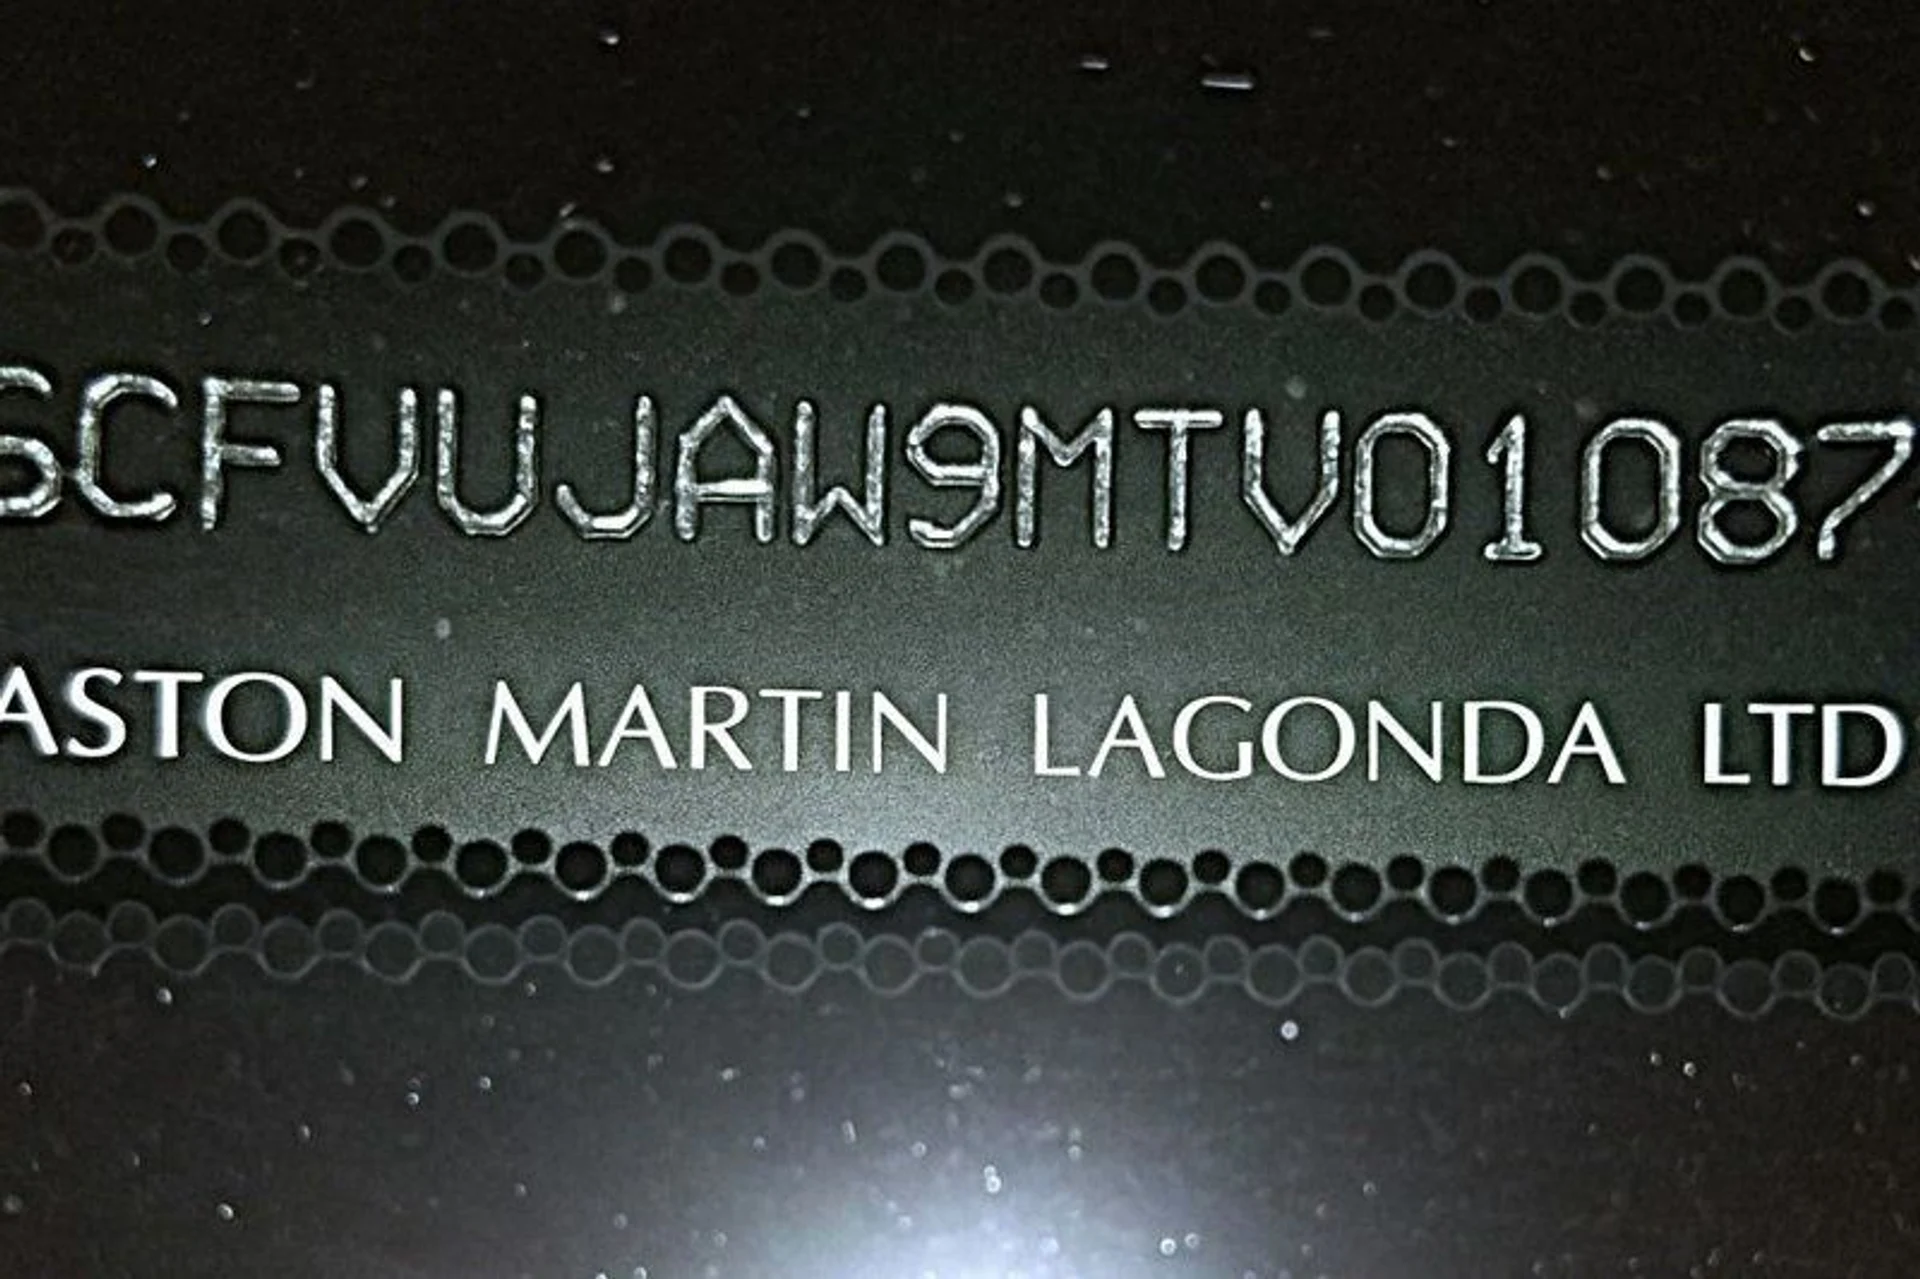 SCFVUJAW9MTV01087
ASTON MARTIN LAGONDA LTD